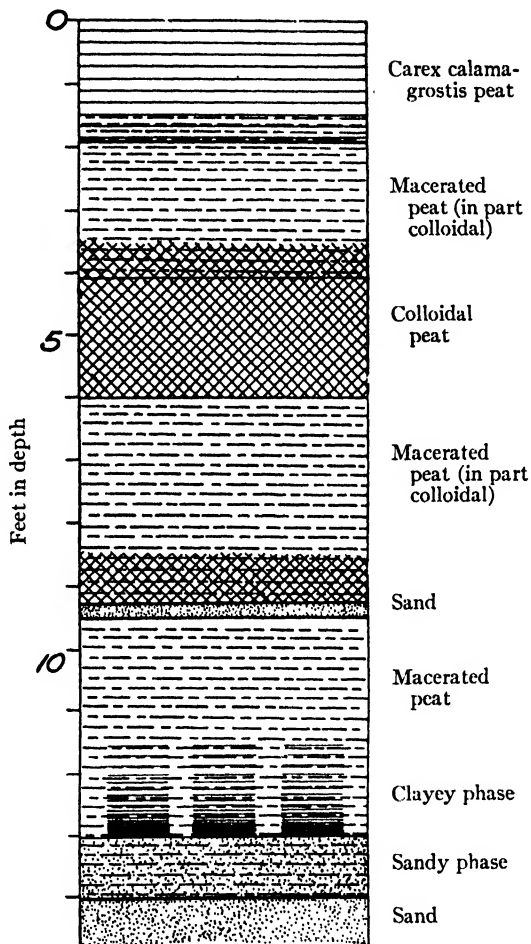 0
Carex calama-
grostis peat
Macerated
peat (in part
colloidal)
5
Colloidal
peat
Macerated
peat (in part
colloidal)
Feet in depth
Sand
10
Macerated
peat
Clayey phase
Sandy phase
Sand